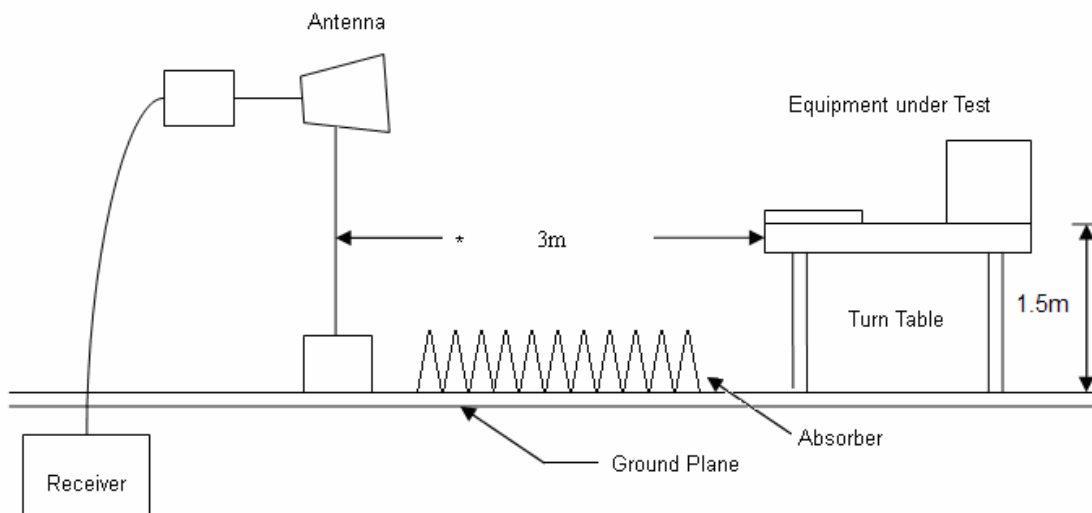 Antenna
Equipment under Test
* 3m
1.5m
Turn Table
Absorber
Ground Plane
Receiver